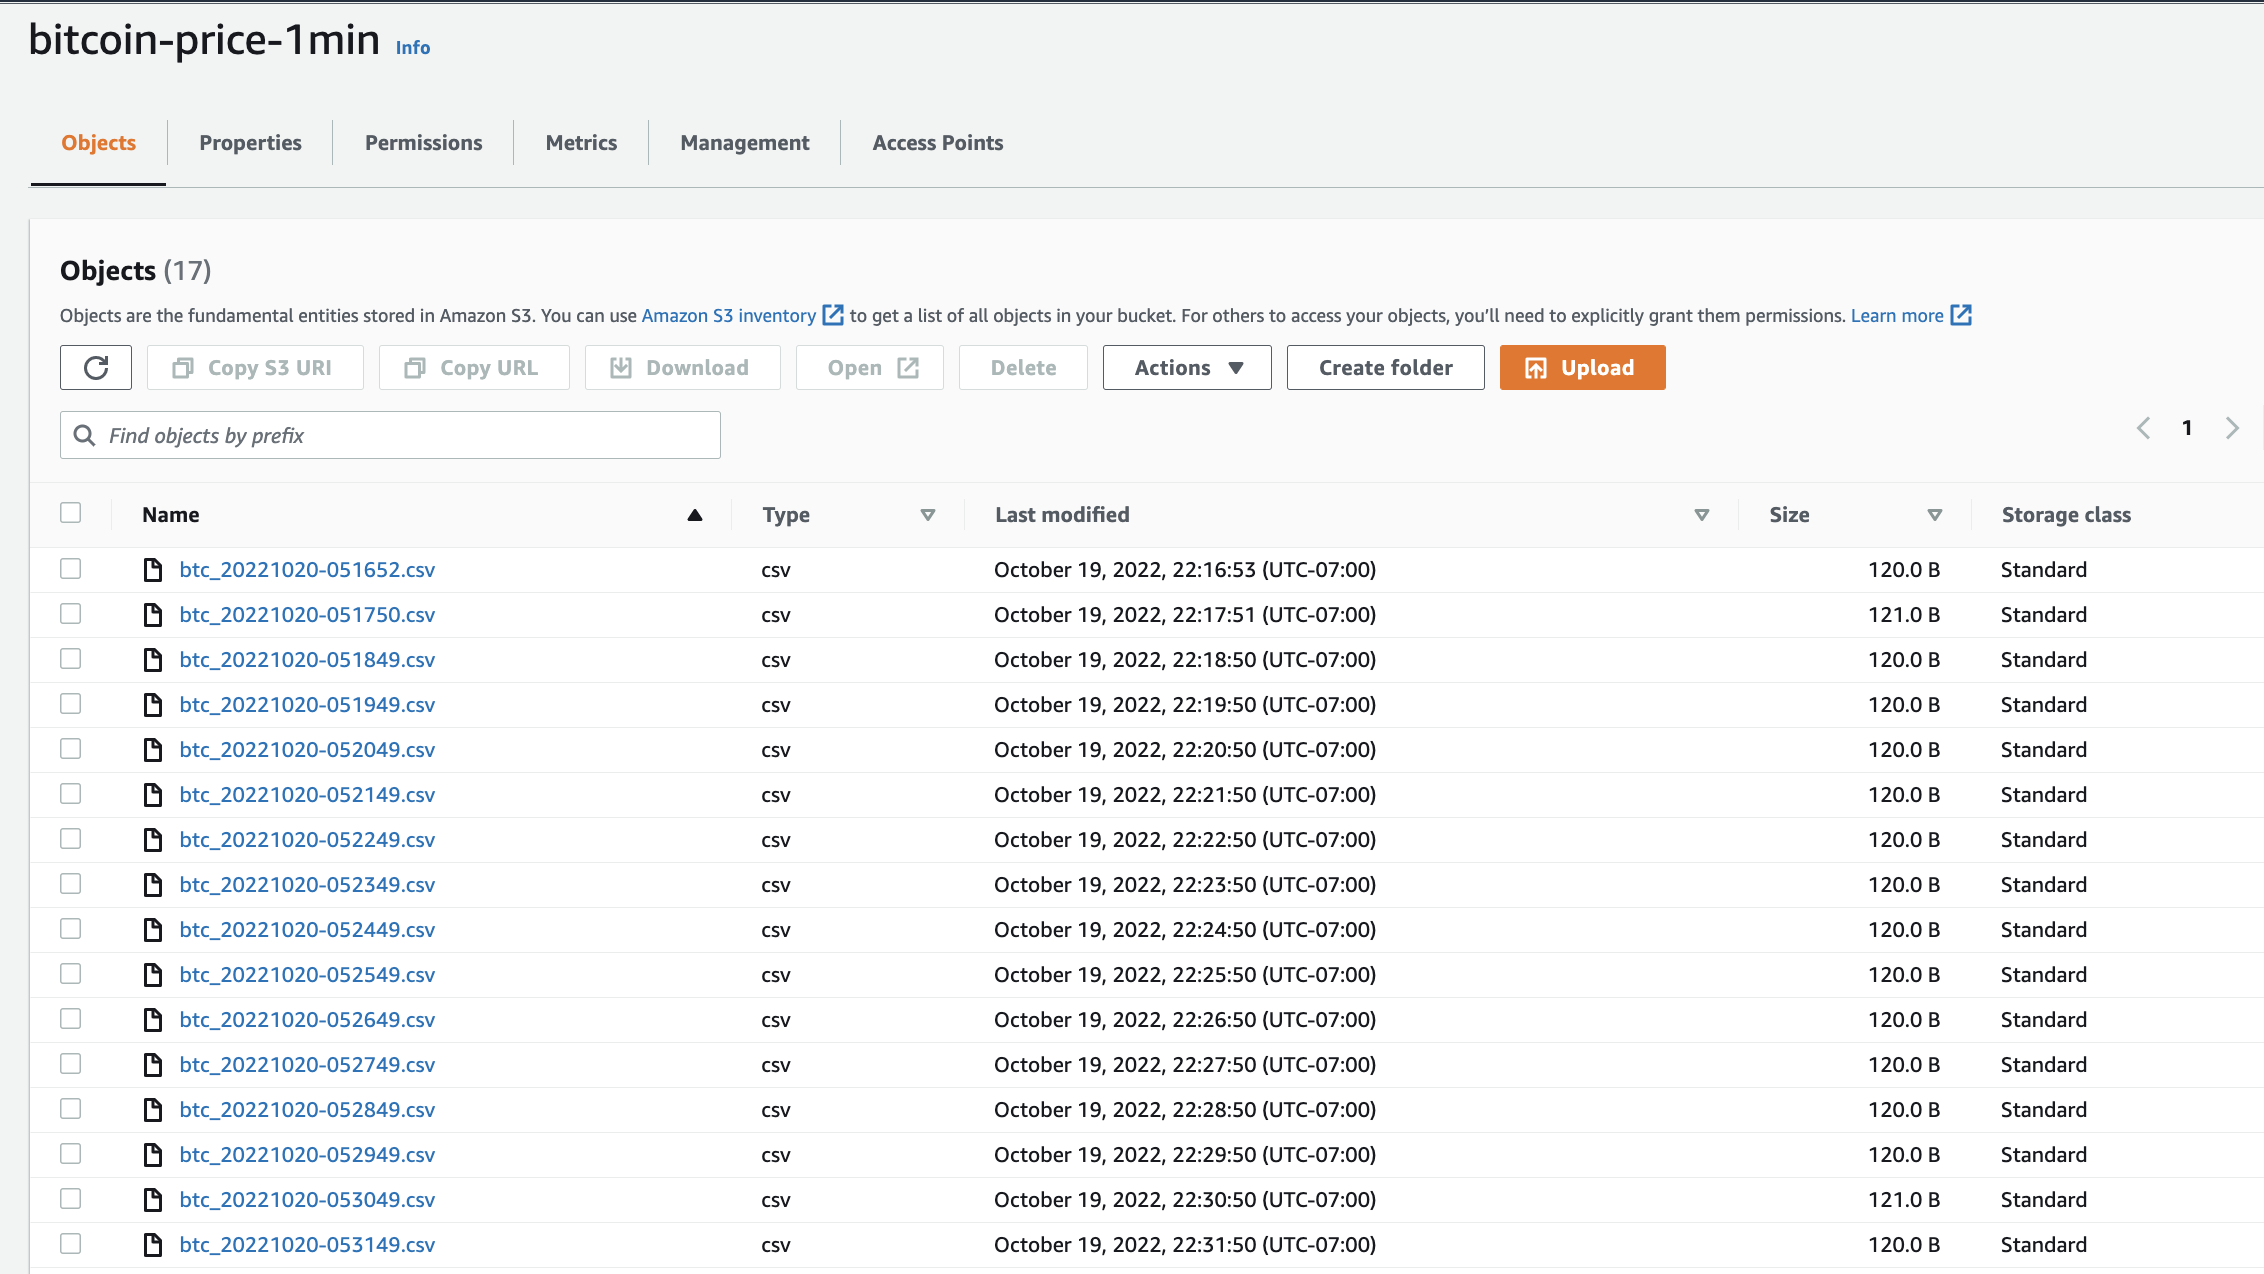 bitcoin-price-1min Info
Objects Properties Permissions Metrics Management Access Points
Objects (17)
Objects are the fundamental entities stored in Amazon S3. You can use Amazon S3 inventory to get a list of all objects in your bucket. For others to access your objects, you'll need to explicitly grant them permissions. Learn more
Copy S3 URI Copy URL Download Open Delete Actions Create folder Upload
Find objects by prefix 1
Name Type Last modified Size Storage class
btc_20221020-051652.csv csv October 19, 2022, 22:16:53 (UTC-07:00) 120.0 B Standard
btc_20221020-051750.csv csv October 19, 2022, 22:17:51 (UTC-07:00) 121.0 B Standard
btc_20221020-051849.csv csv October 19, 2022, 22:18:50 (UTC-07:00) 120.0 B Standard
btc_20221020-051949.csv csv October 19, 2022, 22:19:50 (UTC-07:00) 120.0 B Standard
btc_20221020-052049.csv csv October 19, 2022, 22:20:50 (UTC-07:00) 120.0 B Standard
btc_20221020-052149.csv csv October 19, 2022, 22:21:50 (UTC-07:00) 120.0 B Standard
btc_20221020-052249.csv csv October 19, 2022, 22:22:50 (UTC-07:00) 120.0 B Standard
btc_20221020-052349.csv csv October 19, 2022, 22:23:50 (UTC-07:00) 120.0 B Standard
btc_20221020-052449.csv csv October 19, 2022, 22:24:50 (UTC-07:00) 120.0 B Standard
btc_20221020-052549.csv csv October 19, 2022, 22:25:50 (UTC-07:00) 120.0 B Standard
btc_20221020-052649.csv csv October 19, 2022, 22:26:50 (UTC-07:00) 120.0 B Standard
btc_20221020-052749.csv csv October 19, 2022, 22:27:50 (UTC-07:00) 120.0 B Standard
btc_20221020-052849.csv csv October 19, 2022, 22:28:50 (UTC-07:00) 120.0 B Standard
btc_20221020-052949.csv csv October 19, 2022, 22:29:50 (UTC-07:00) 120.0 B Standard
btc_20221020-053049.csv csv October 19, 2022, 22:30:50 (UTC-07:00) 121.0 B Standard
btc_20221020-053149.csv csv October 19, 2022, 22:31:50 (UTC-07:00) 120.0 B Standard